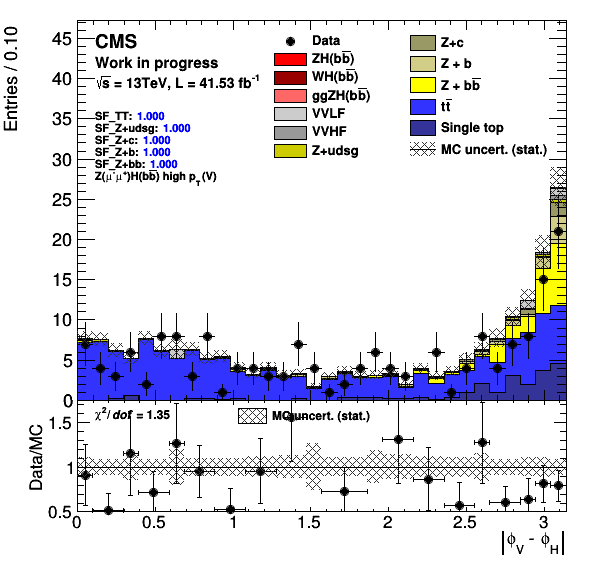 Entries / 0.10
45
40
35
30
25
20
15
10
5
0
CMS
Work in progress
√s = 13TeV, L = 41.53 fb⁻¹
SF_TT: 1.000
SF_Z+udsg: 1.000
SF_Z+c: 1.000
SF_Z+b: 1.000
SF_Z+bb: 1.000
Z(μ⁻μ⁺)H(bb̅) high p_T(V)
Data
ZH(bb̅)
WH(bb̅)
ggZH(bb̅)
VVLF
VVHF
Z+udsg
Z+c
Z + b
Z + bb̅
tt̅
Single top
MC uncert. (stat.)
Data/MC
1.5
1
0.5
χ²/dof = 1.35
MC uncert. (stat.)
0 0.5 1 1.5 2 2.5 3
|ϕ_V - ϕ_H|